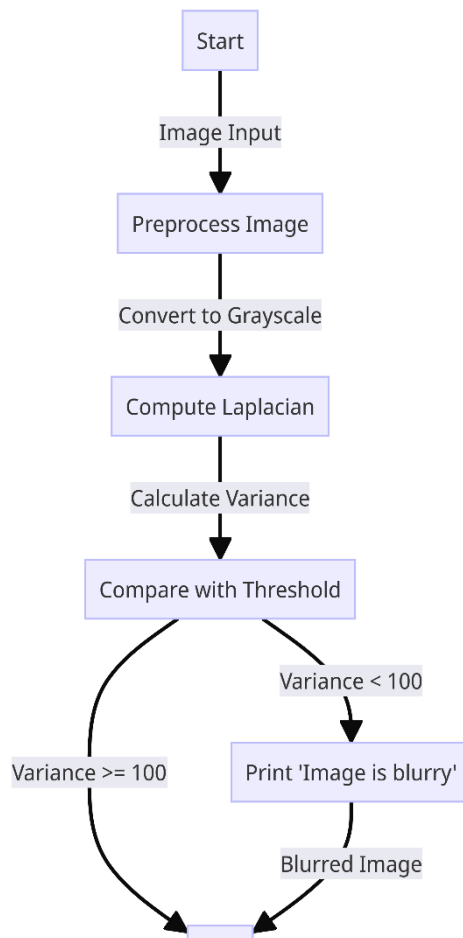 Start
Image Input
Preprocess Image
Convert to Grayscale
Compute Laplacian
Calculate Variance
Compare with Threshold
Variance < 100
Variance >= 100
Print 'Image is blurry'
Blurred Image